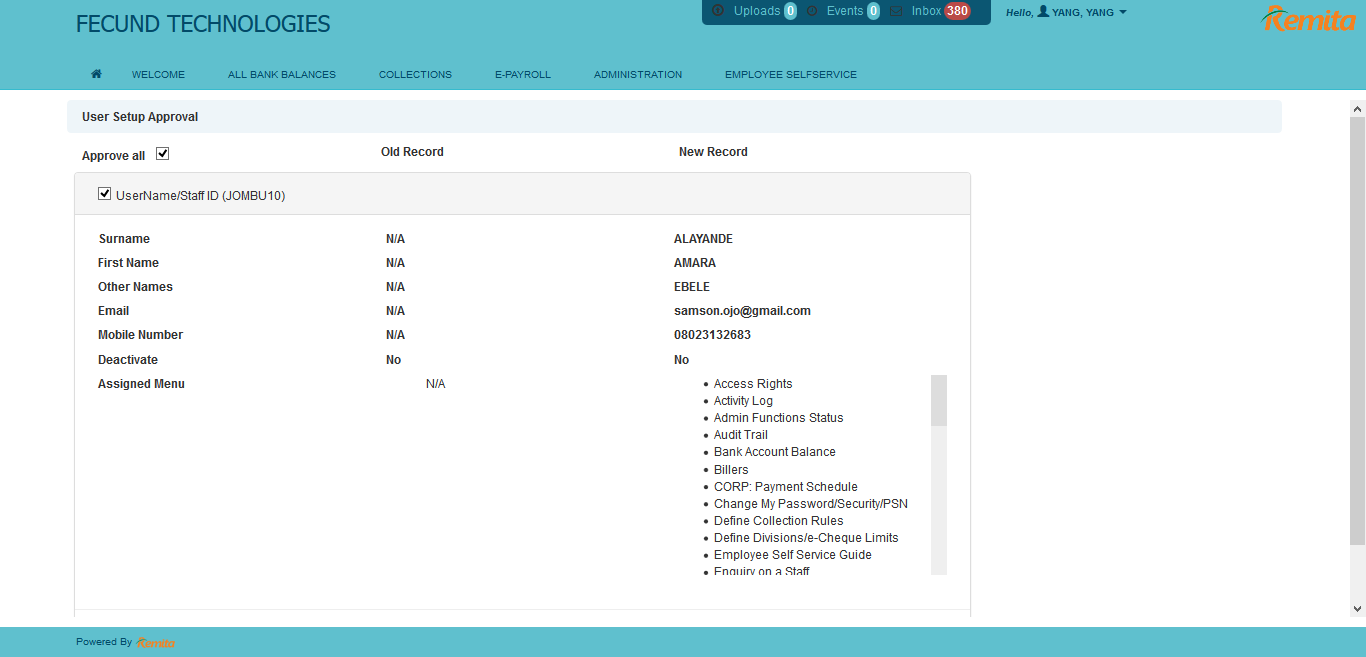 FECUND TECHNOLOGIES
Uploads 0 Events 0 Inbox 380
Hello, YANG, YANG
Remita
WELCOME ALL BANK BALANCES COLLECTIONS E-PAYROLL ADMINISTRATION EMPLOYEE SELFSERVICE
User Setup Approval
Approve all Old Record New Record
UserName/Staff ID (JOMBU10)
Surname N/A ALAYANDE
First Name N/A AMARA
Other Names N/A EBELE
Email N/A samson.ojo@gmail.com
Mobile Number N/A 08023132683
Deactivate No No
Assigned Menu N/A • Access Rights
• Activity Log
• Admin Functions Status
• Audit Trail
• Bank Account Balance
• Billers
• CORP: Payment Schedule
• Change My Password/Security/PSN
• Define Collection Rules
• Define Divisions/e-Cheque Limits
• Employee Self Service Guide
• Enquiry on a Staff
Powered By Remita